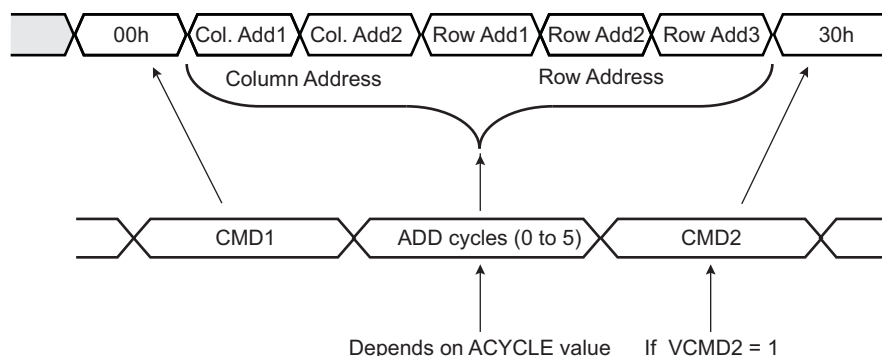 00h Col. Add1 Col. Add2 Row Add1 Row Add2 Row Add3 30h
Column Address Row Address
CMD1 ADD cycles (0 to 5) CMD2
Depends on ACYCLE value If VCMD2 = 1